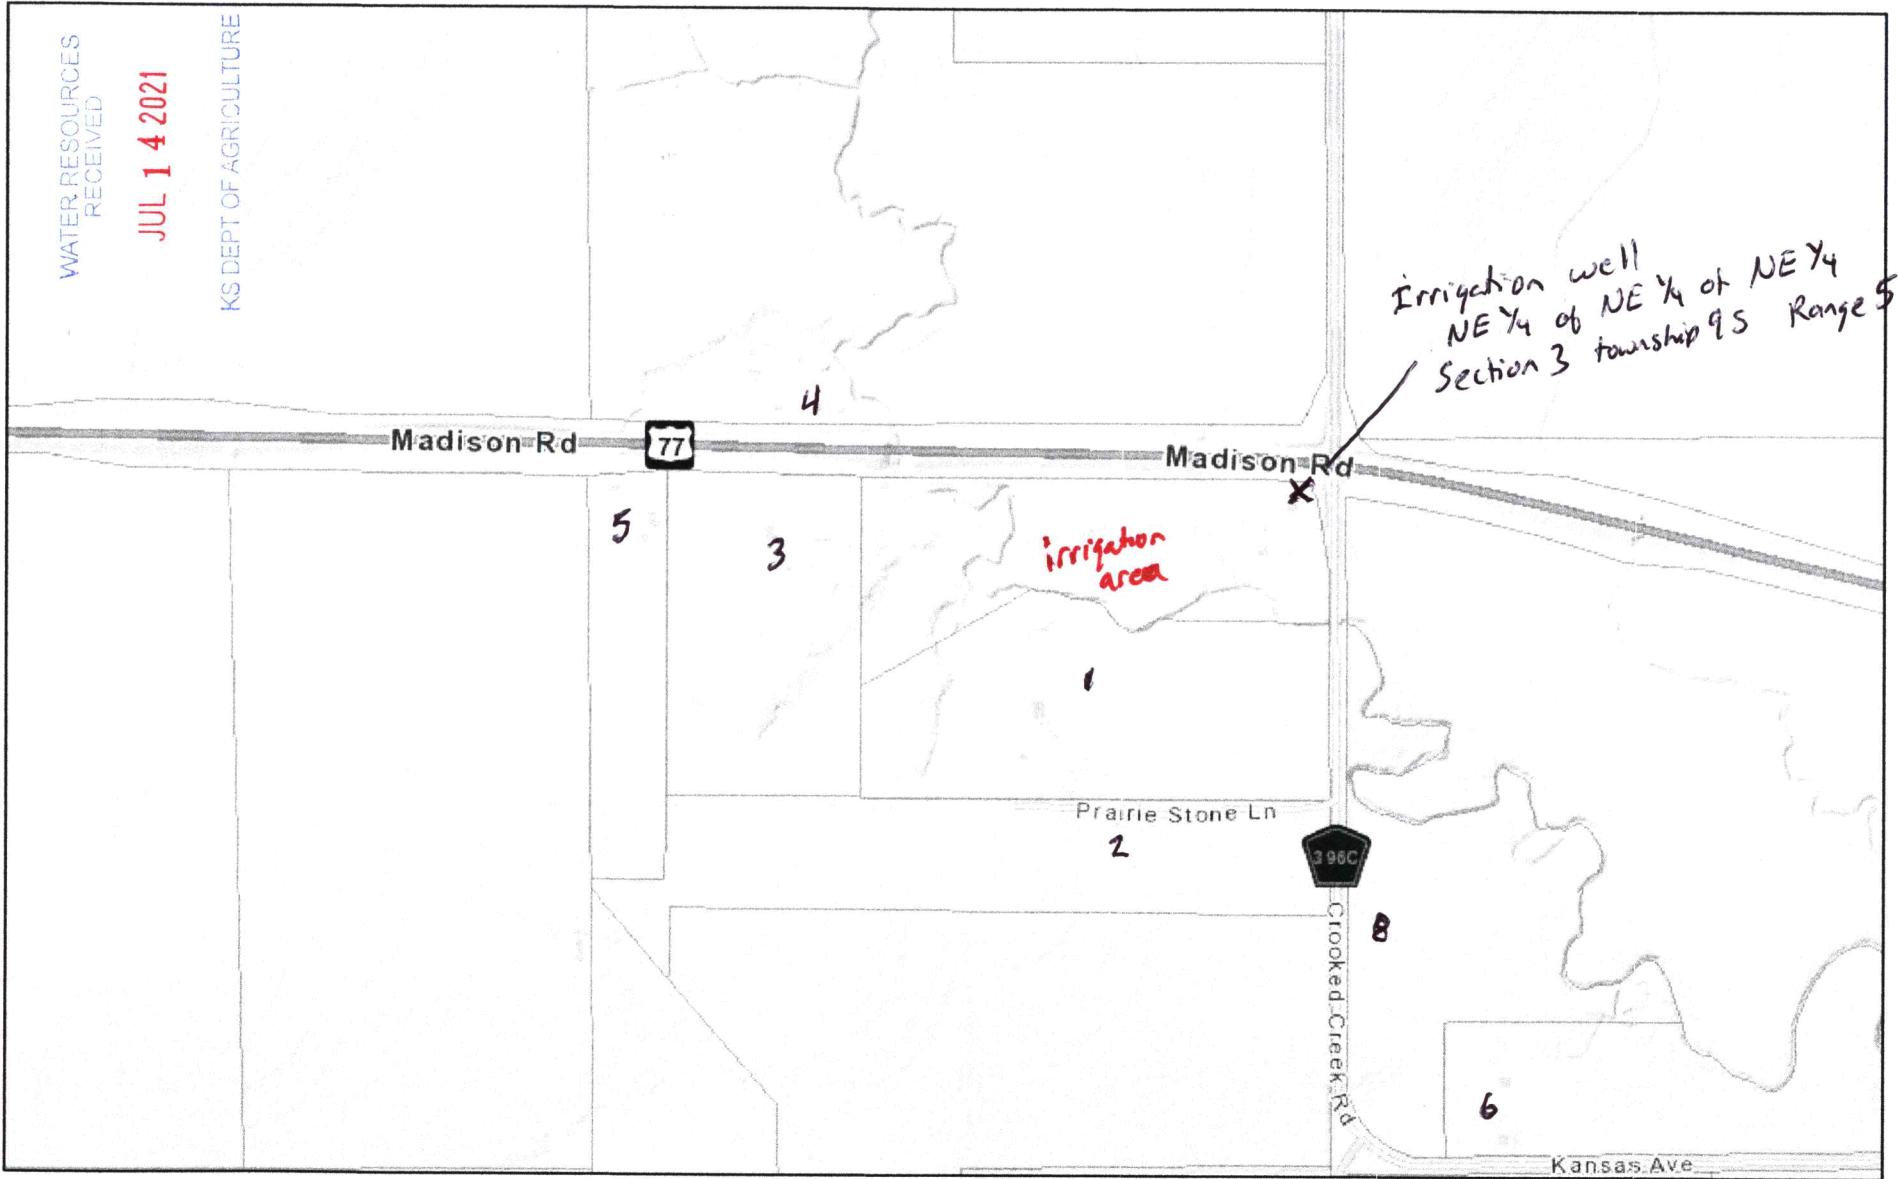 WATER RESOURCES
RECEIVED
JUL 1 4 2021
KS DEPT OF AGRICULTURE
Irrigation well
NE 1/4 of NE 1/4 of NE 1/4
Section 3 township 9S Range 5
4
Madison Rd
77
Madison Rd
X
5
3
irrigation
area
1
Prairie Stone Ln
2
396C
8
Crooked Creek Rd
6
Kansas Ave